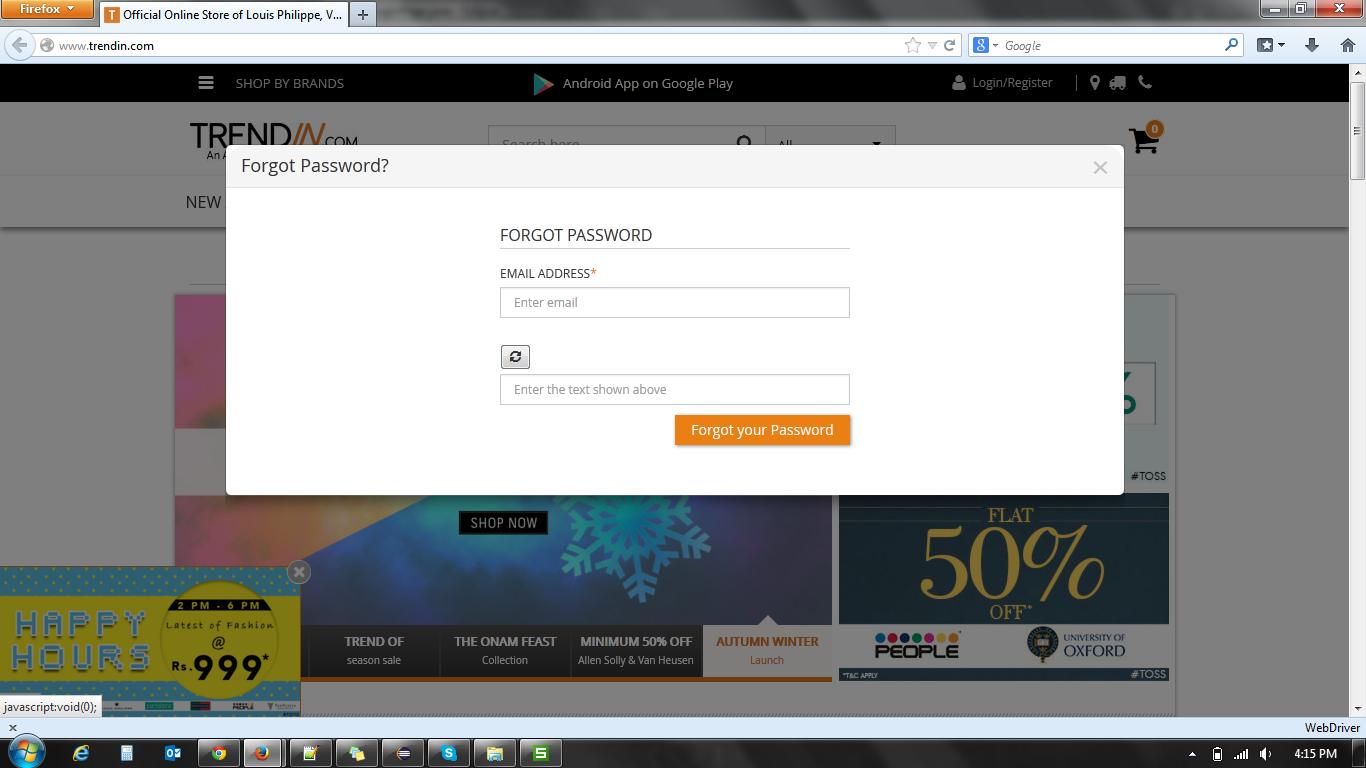 Firefox
Official Online Store of Louis Philippe, V...
www.trendin.com
Google
SHOP BY BRANDS
Android App on Google Play
Login/Register
TRENDIN.COM
An A
Search here
All
0
Forgot Password?
NEW
FORGOT PASSWORD
EMAIL ADDRESS*
Enter email
Enter the text shown above
Forgot your Password
%
#TOSS
SHOP NOW
FLAT
50%
OFF*
PEOPLE
UNIVERSITY OF
OXFORD
*T&C APPLY
#TOSS
HAPPY
HOURS
2 PM - 6 PM
Latest of Fashion
@
Rs.999*
TREND OF
season sale
THE ONAM FEAST
Collection
MINIMUM 50% OFF
Allen Solly & Van Heusen
AUTUMN WINTER
Launch
javascript:void(0);
WebDriver
4:15 PM